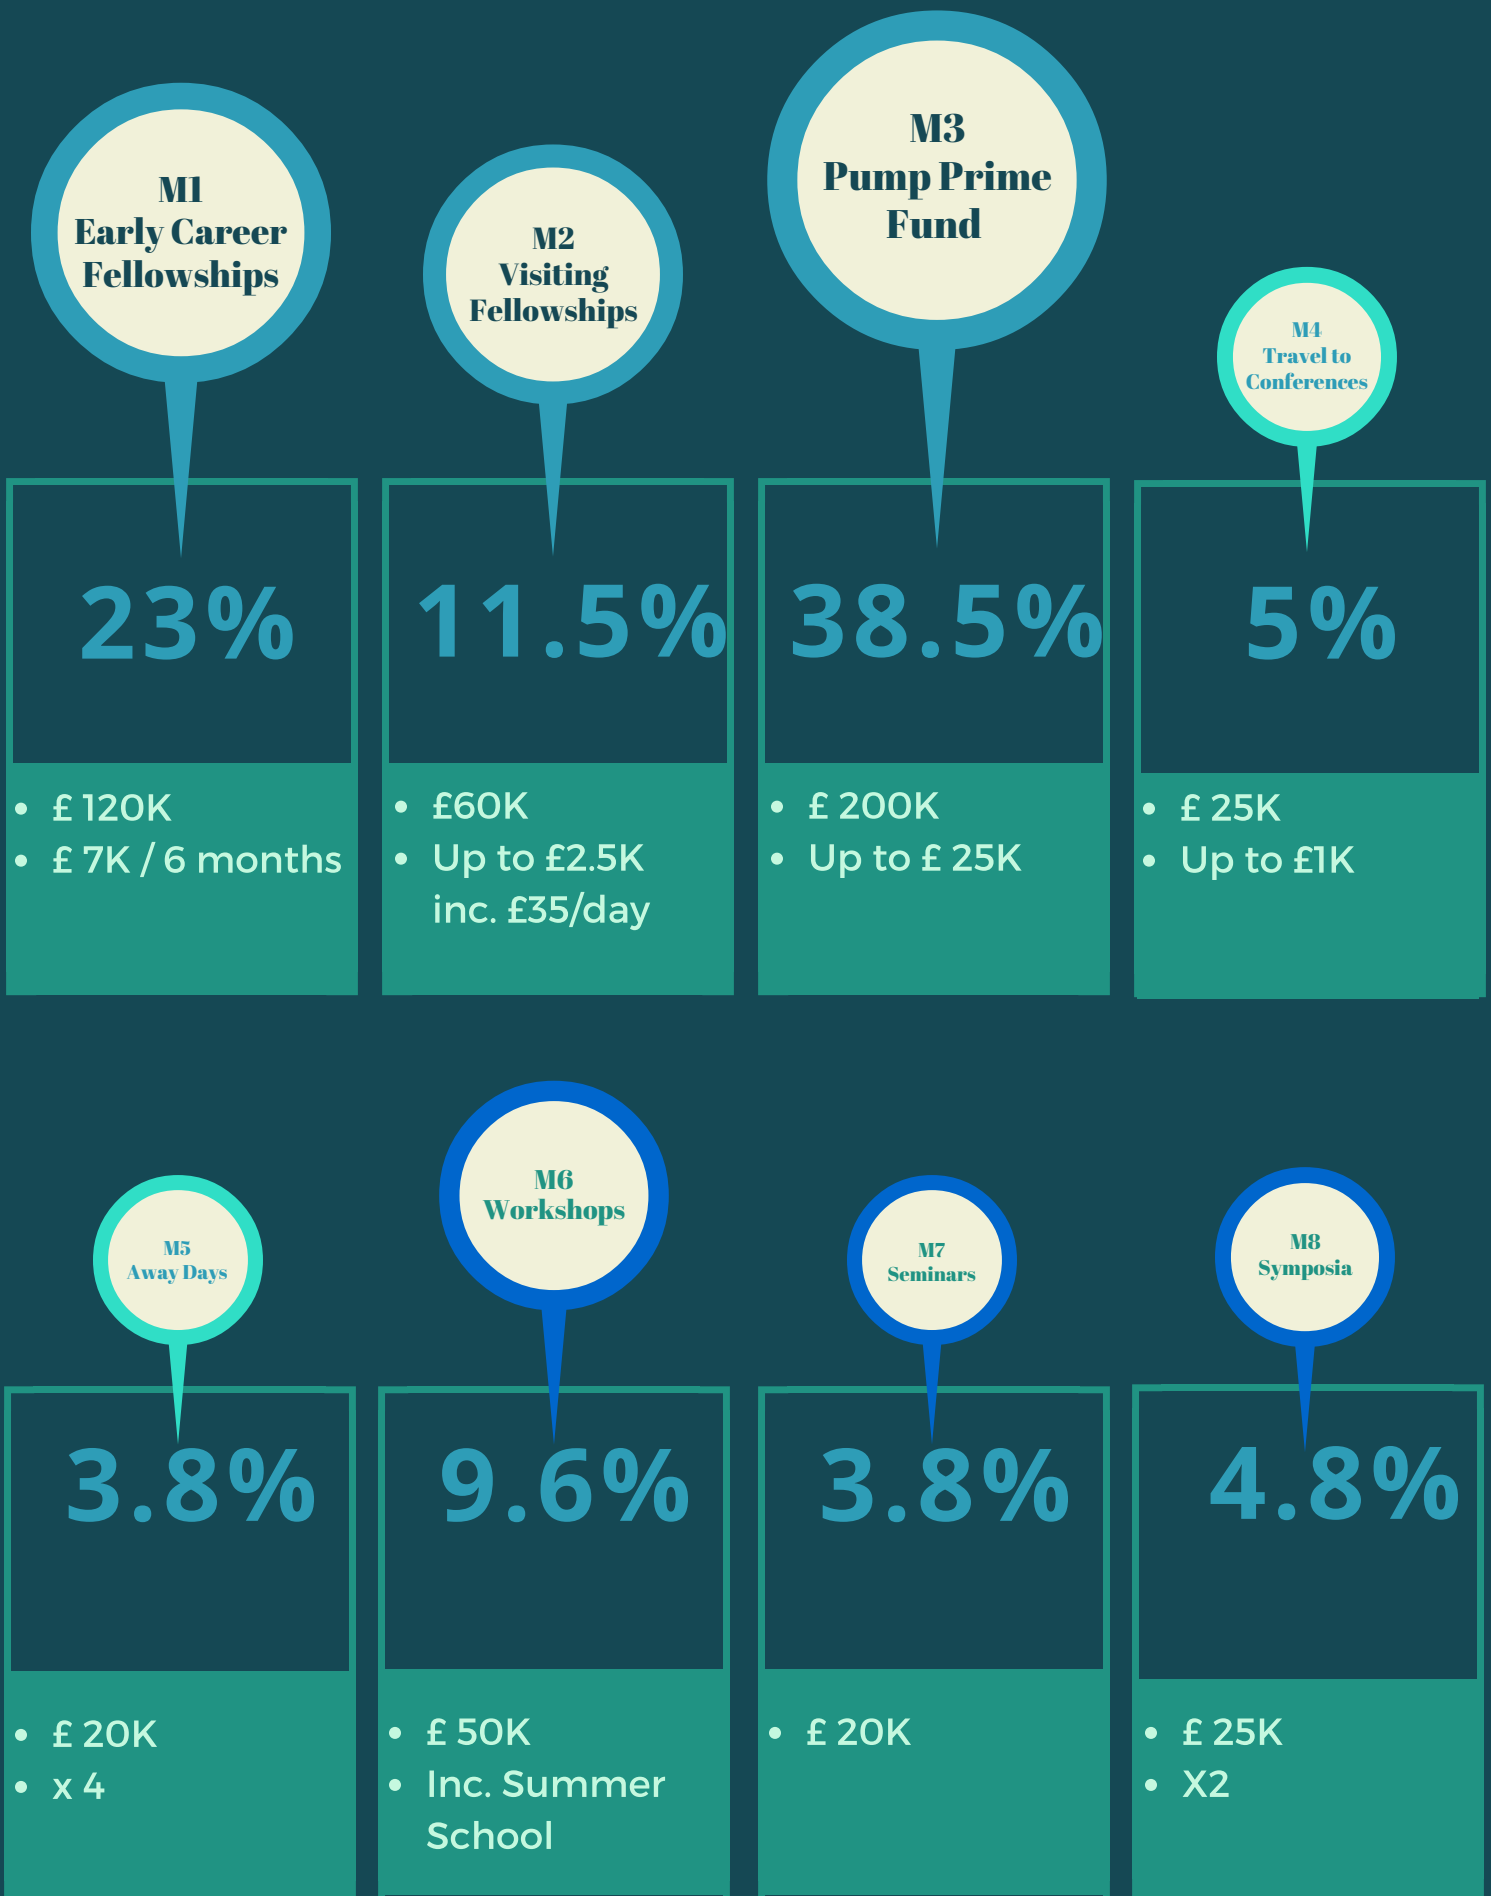 M1
Early Career
Fellowships
M2
Visiting
Fellowships
M3
Pump Prime
Fund
M4
Travel to
Conferences
23%
11.5%
38.5%
5%
• £ 120K
• £ 7K / 6 months
• £60K
• Up to £2.5K
inc. £35/day
• £ 200K
• Up to £ 25K
• £ 25K
• Up to £1K
M5
Away Days
M6
Workshops
M7
Seminars
M8
Symposia
3.8%
9.6%
3.8%
4.8%
• £ 20K
• x 4
• £ 50K
• Inc. Summer
School
• £ 20K
• £ 25K
• X2